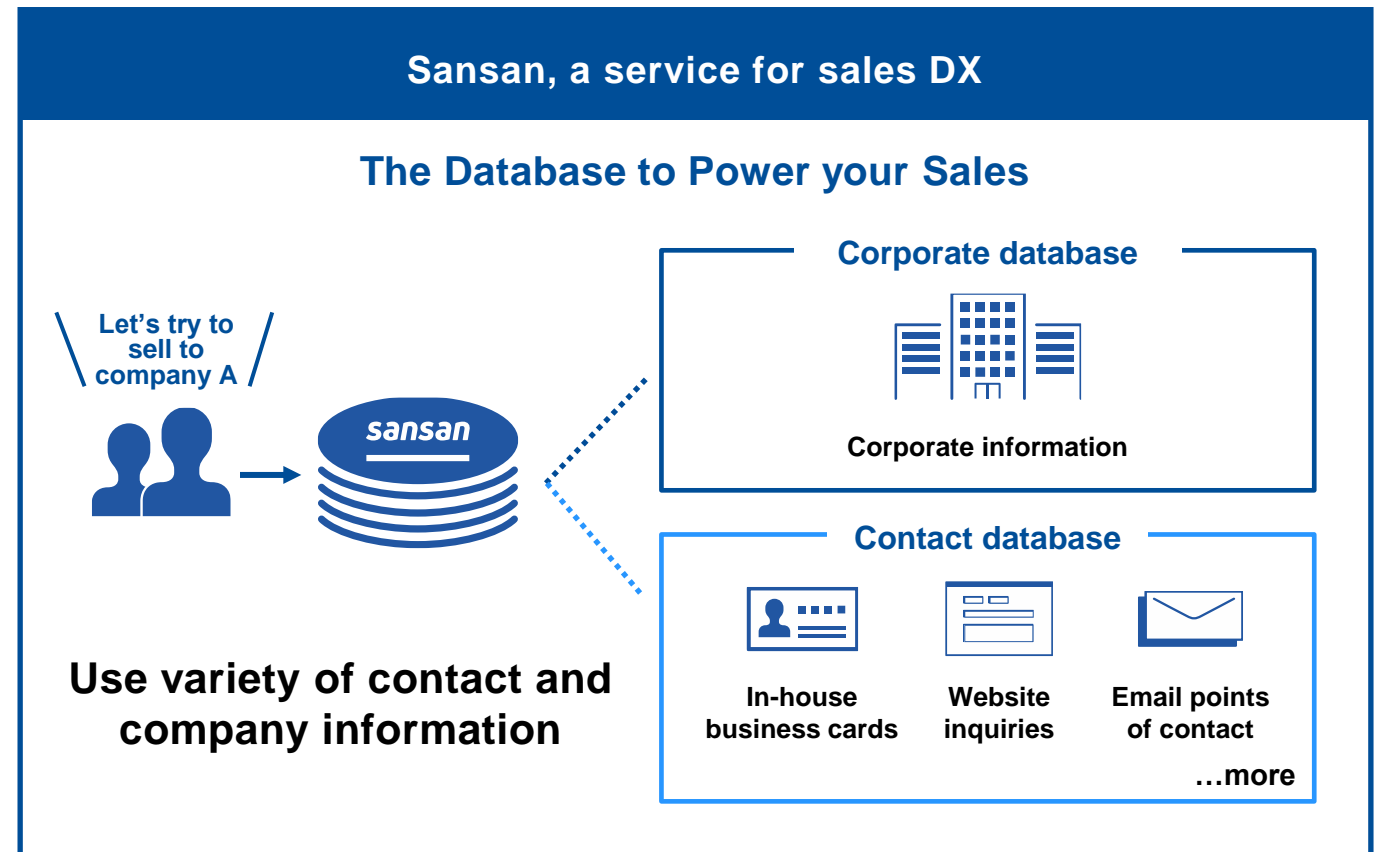 Sansan, a service for sales DX
The Database to Power your Sales
Let’s try to
sell to
company A
sansan
Use variety of contact and
company information
Corporate database
Corporate information
Contact database
In-house
business cards
Website
inquiries
Email points
of contact
…more